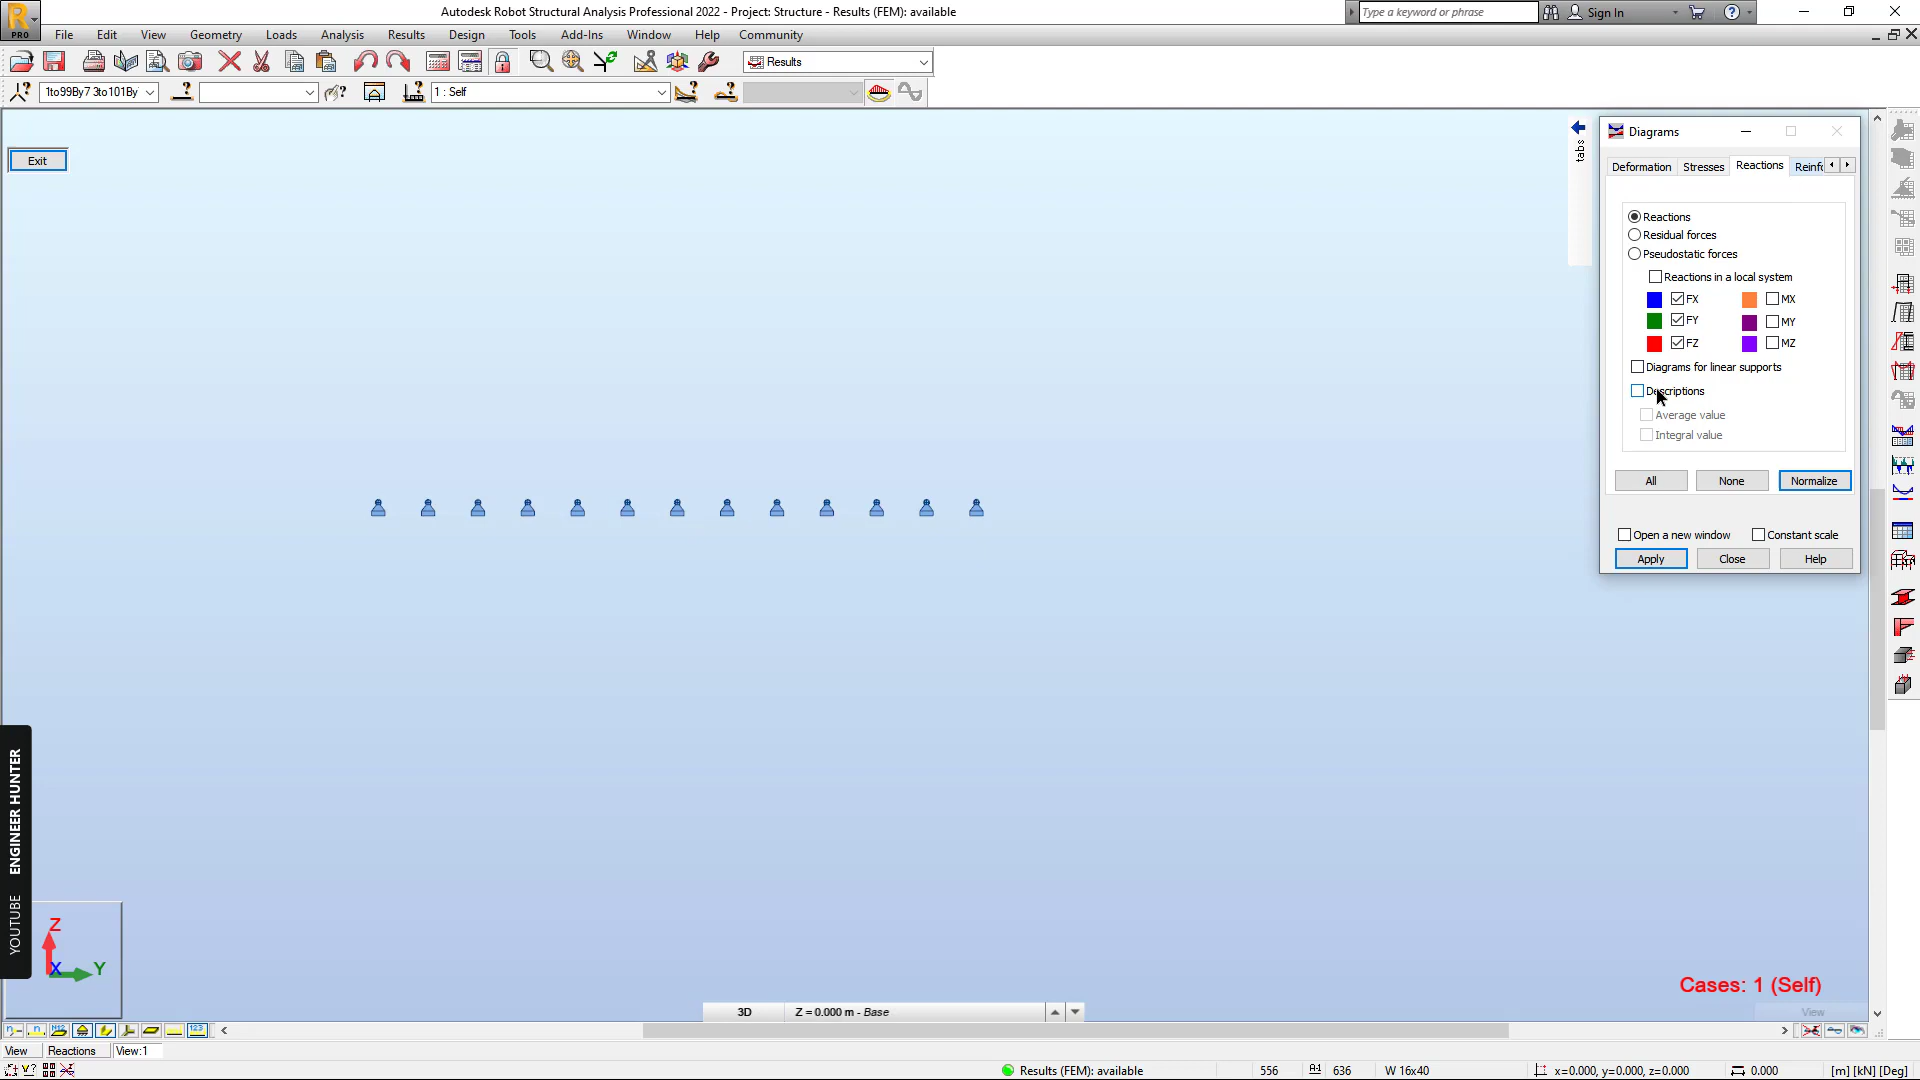 Autodesk Robot Structural Analysis Professional 2022 - Project: Structure - Results (FEM): available
Type a keyword or phrase
Sign In
PRO
File Edit View Geometry Loads Analysis Results Design Tools Add-Ins Window Help Community
Results
1to99By7 3to101By
1 : Self
Exit
tabs
Diagrams
Deformation Stresses Reactions Reinfo
Reactions
Residual forces
Pseudostatic forces
Reactions in a local system
FX MX
FY MY
FZ MZ
Diagrams for linear supports
Descriptions
Average value
Integral value
All None Normalize
Open a new window Constant scale
Apply Close Help
YOUTUBE ENGINEER HUNTER
Z
X
Y
Cases: 1 (Self)
3D Z = 0.000 m - Base
View
View Reactions View:1
Results (FEM): available 556 636 W 16x40 x=0.000, y=0.000, z=0.000 0.000 [m] [kN] [Deg]